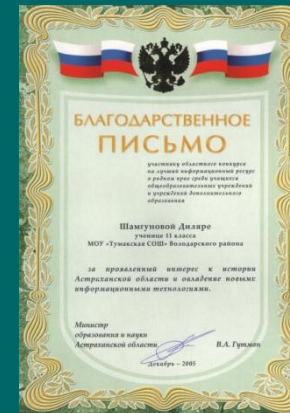 БЛАГОДАРСТВЕННОЕ
ПИСЬМО
участнику областного конкурса
на лучший информационный ресурс
о родном крае среди учащихся
общеобразовательных учреждений
и учреждений дополнительного
образования
Шамгуновой Диляре
ученице 11 класса
МОУ «Тумакская СОШ» Володарского района
за проявленный интерес к истории
Астраханской области и овладение новыми
информационными технологиями.
Министр
образования и науки
Астраханской области
В.А. Гутман
Декабрь – 2005